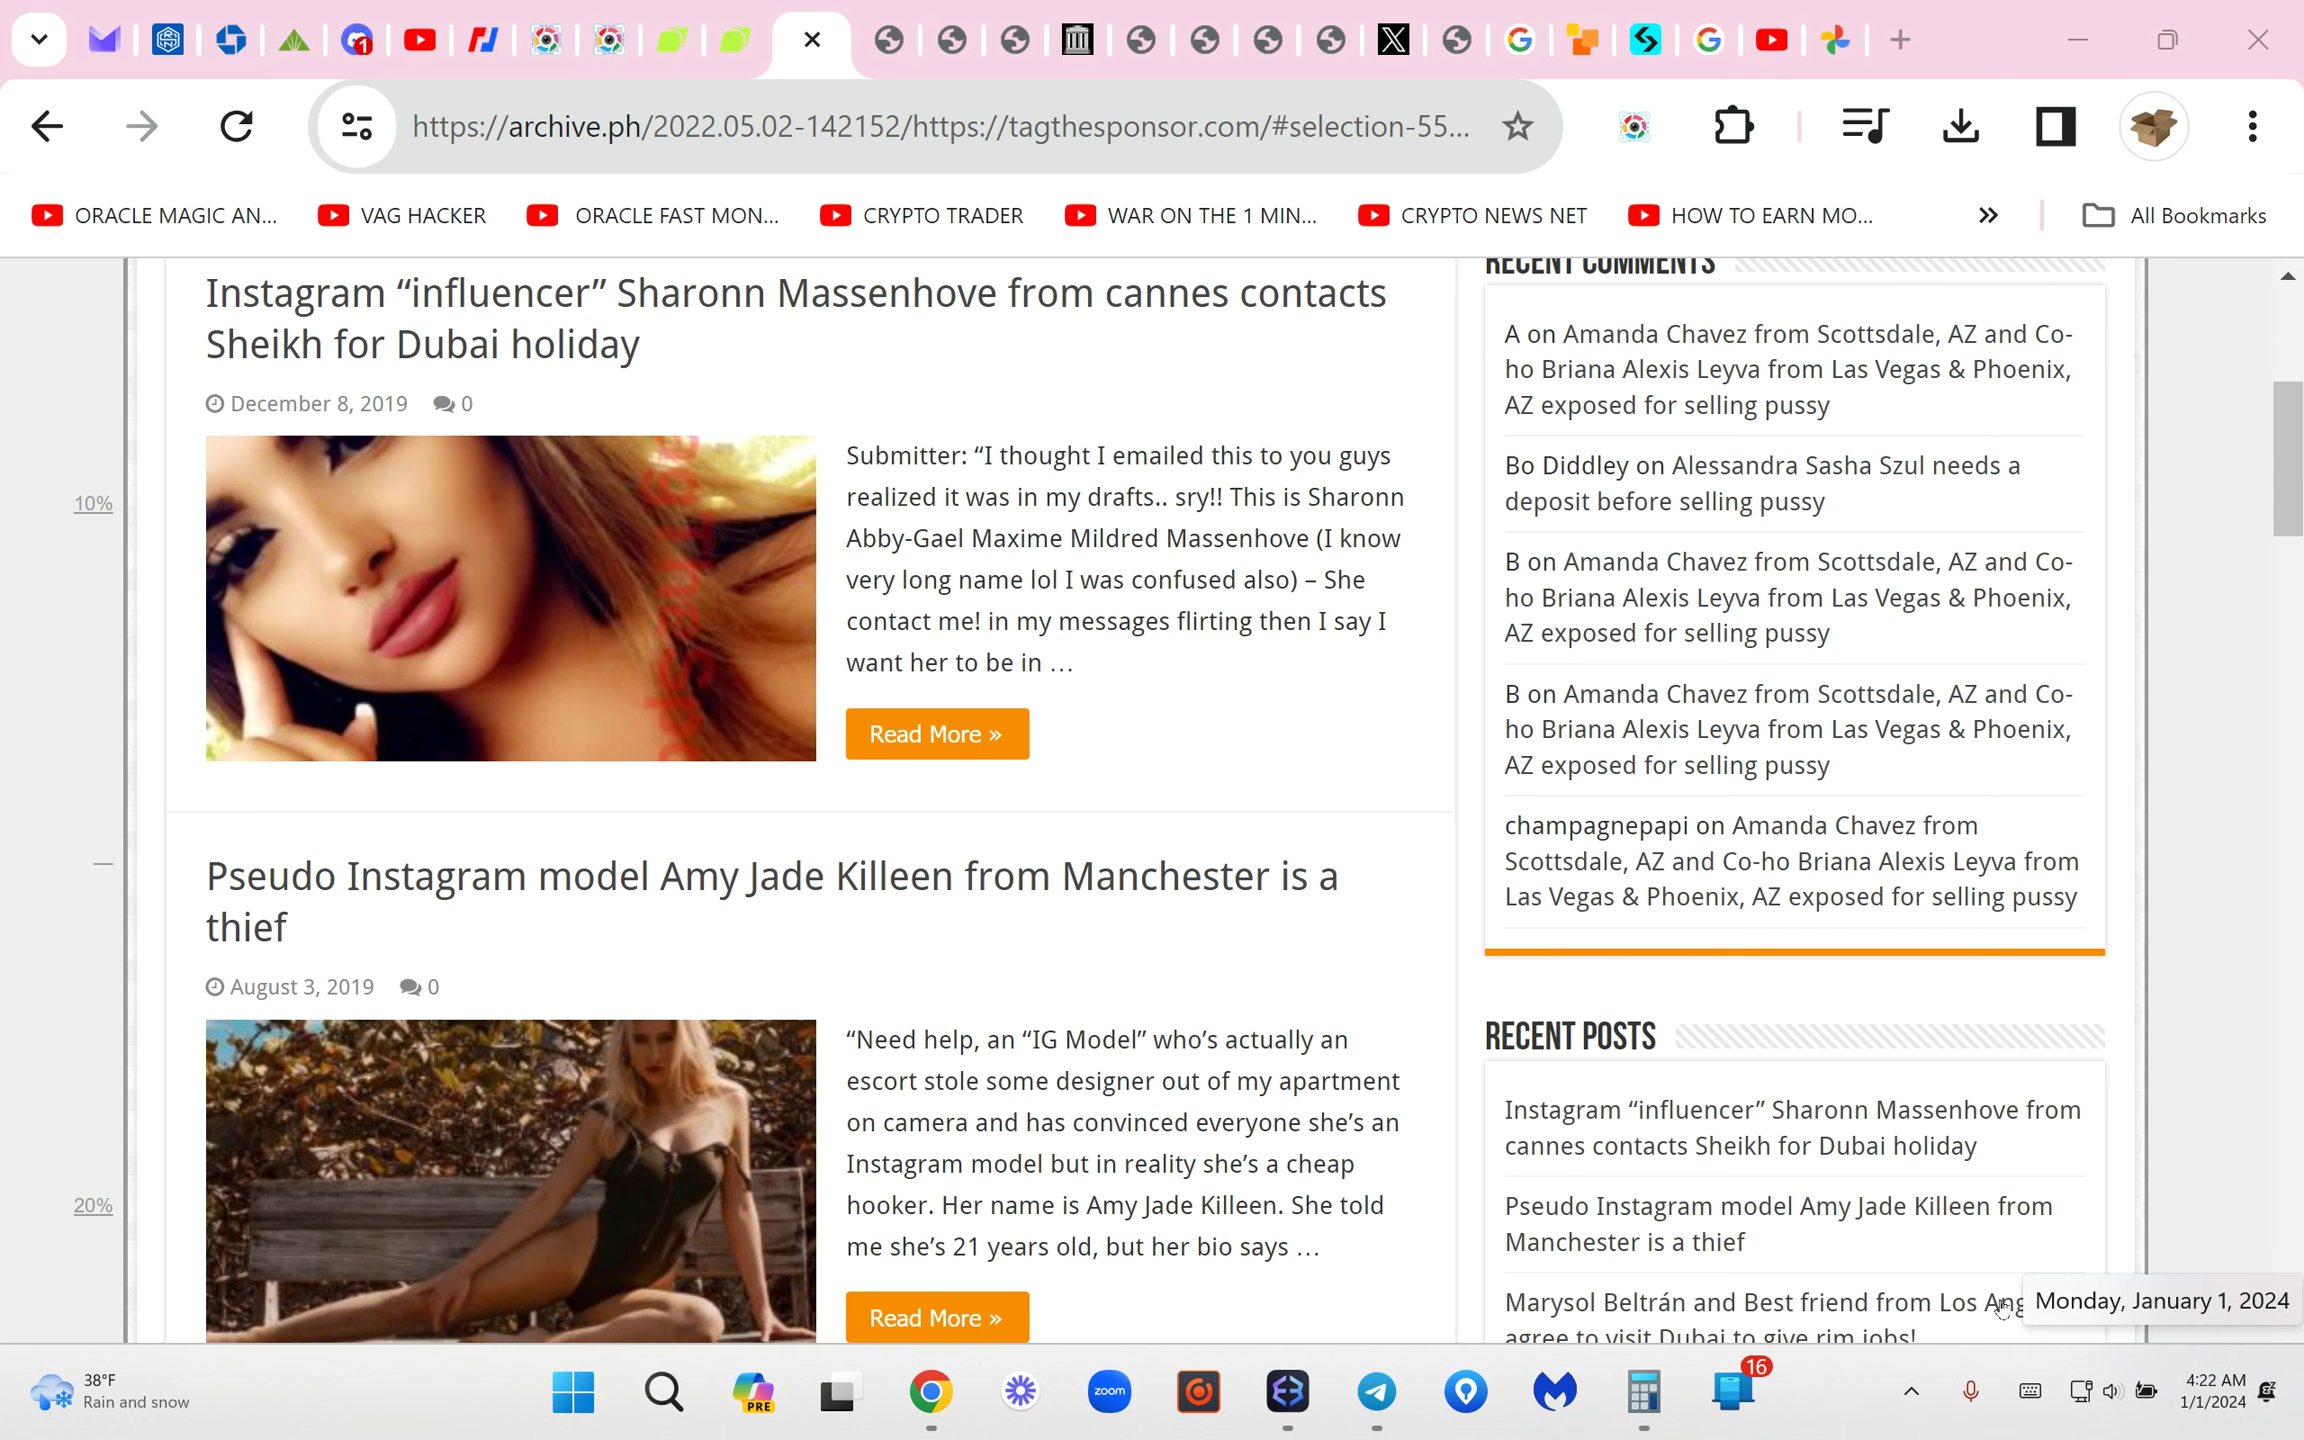 1
https://archive.ph/2022.05.02-142152/https://tagthesponsor.com/#selection-55...
ORACLE MAGIC AN...
VAG HACKER
ORACLE FAST MON...
CRYPTO TRADER
WAR ON THE 1 MIN...
CRYPTO NEWS NET
HOW TO EARN MO...
»
All Bookmarks
10%
20%
Instagram “influencer” Sharonn Massenhove from cannes contacts
Sheikh for Dubai holiday
December 8, 2019 0
Submitter: “I thought I emailed this to you guys
realized it was in my drafts.. sry!! This is Sharonn
Abby-Gael Maxime Mildred Massenhove (I know
very long name lol I was confused also) – She
contact me! in my messages flirting then I say I
want her to be in …
Read More »
Pseudo Instagram model Amy Jade Killeen from Manchester is a
thief
August 3, 2019 0
“Need help, an “IG Model” who’s actually an
escort stole some designer out of my apartment
on camera and has convinced everyone she’s an
Instagram model but in reality she’s a cheap
hooker. Her name is Amy Jade Killeen. She told
me she’s 21 years old, but her bio says …
Read More »
RECENT COMMENTS
A on Amanda Chavez from Scottsdale, AZ and Co-
ho Briana Alexis Leyva from Las Vegas & Phoenix,
AZ exposed for selling pussy
Bo Diddley on Alessandra Sasha Szul needs a
deposit before selling pussy
B on Amanda Chavez from Scottsdale, AZ and Co-
ho Briana Alexis Leyva from Las Vegas & Phoenix,
AZ exposed for selling pussy
B on Amanda Chavez from Scottsdale, AZ and Co-
ho Briana Alexis Leyva from Las Vegas & Phoenix,
AZ exposed for selling pussy
champagnepapi on Amanda Chavez from
Scottsdale, AZ and Co-ho Briana Alexis Leyva from
Las Vegas & Phoenix, AZ exposed for selling pussy
RECENT POSTS
Instagram “influencer” Sharonn Massenhove from
cannes contacts Sheikh for Dubai holiday
Pseudo Instagram model Amy Jade Killeen from
Manchester is a thief
Marysol Beltrán and Best friend from Los Ang
agree to visit Dubai to give rim jobs!
Monday, January 1, 2024
38°F
Rain and snow
PRE
zoom
16
4:22 AM
1/1/2024